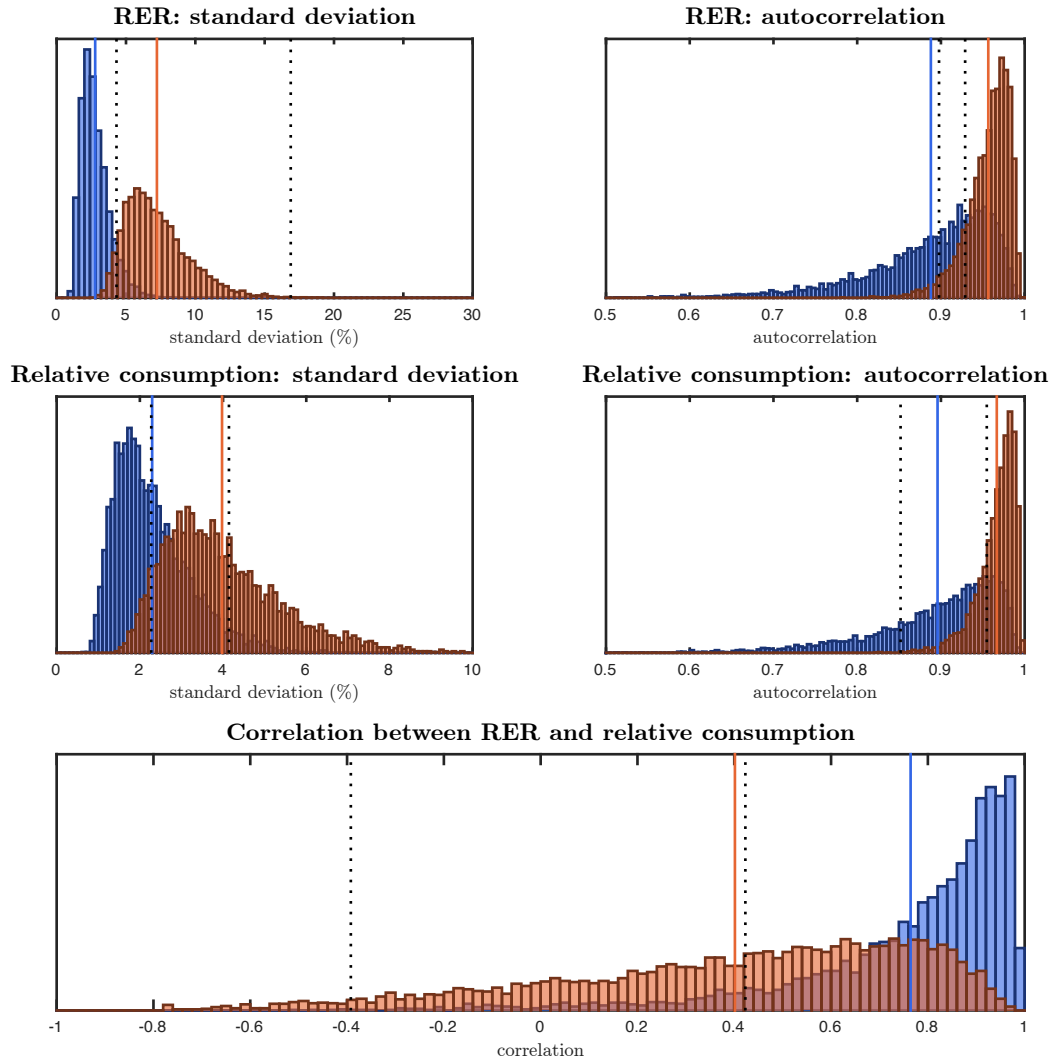 RER: standard deviation
RER: autocorrelation
0 5 10 15 20 25 30
0.5 0.6 0.7 0.8 0.9 1
standard deviation (%)
autocorrelation
Relative consumption: standard deviation
Relative consumption: autocorrelation
0 2 4 6 8 10
0.5 0.6 0.7 0.8 0.9 1
standard deviation (%)
autocorrelation
Correlation between RER and relative consumption
-1 -0.8 -0.6 -0.4 -0.2 0 0.2 0.4 0.6 0.8 1
correlation